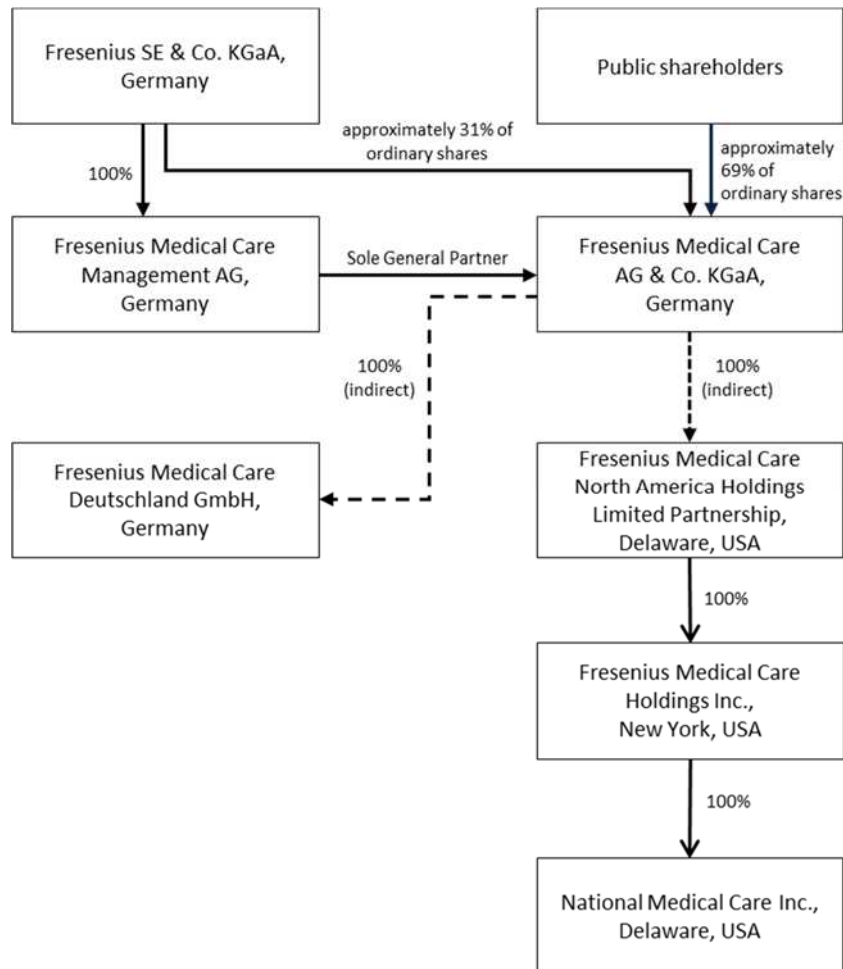 Fresenius SE & Co. KGaA,
Germany
Public shareholders
approximately 31% of
ordinary shares
approximately
69% of
ordinary shares
100%
Fresenius Medical Care
Management AG,
Germany
Sole General Partner
Fresenius Medical Care
AG & Co. KGaA,
Germany
100%
(indirect)
100%
(indirect)
Fresenius Medical Care
Deutschland GmbH,
Germany
Fresenius Medical Care
North America Holdings
Limited Partnership,
Delaware, USA
100%
Fresenius Medical Care
Holdings Inc.,
New York, USA
100%
National Medical Care Inc.,
Delaware, USA